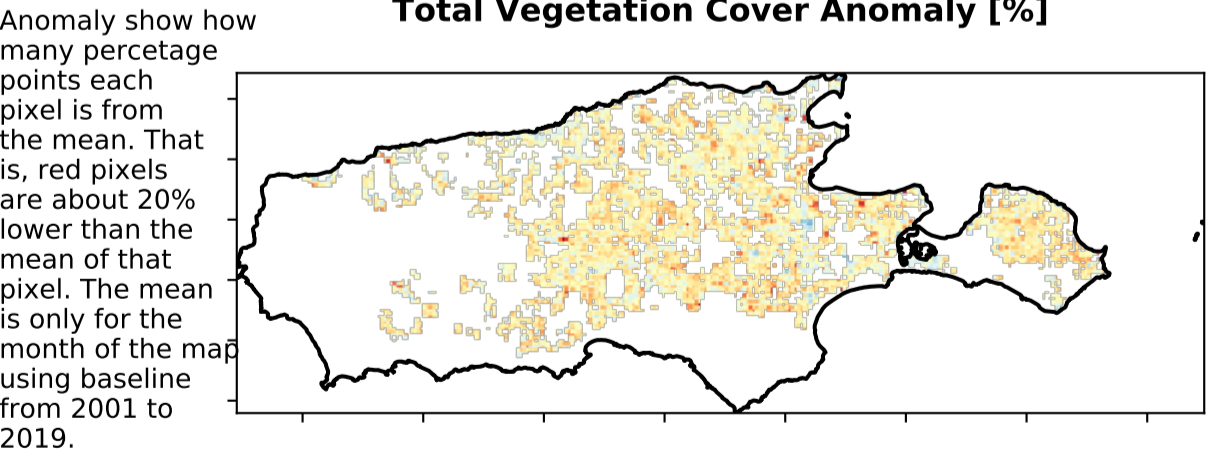 Total Vegetation Cover Anomaly [%]
Anomaly show how
many percetage
points each
pixel is from
the mean. That
is, red pixels
are about 20%
lower than the
mean of that
pixel. The mean
is only for the
month of the map
using baseline
from 2001 to
2019.